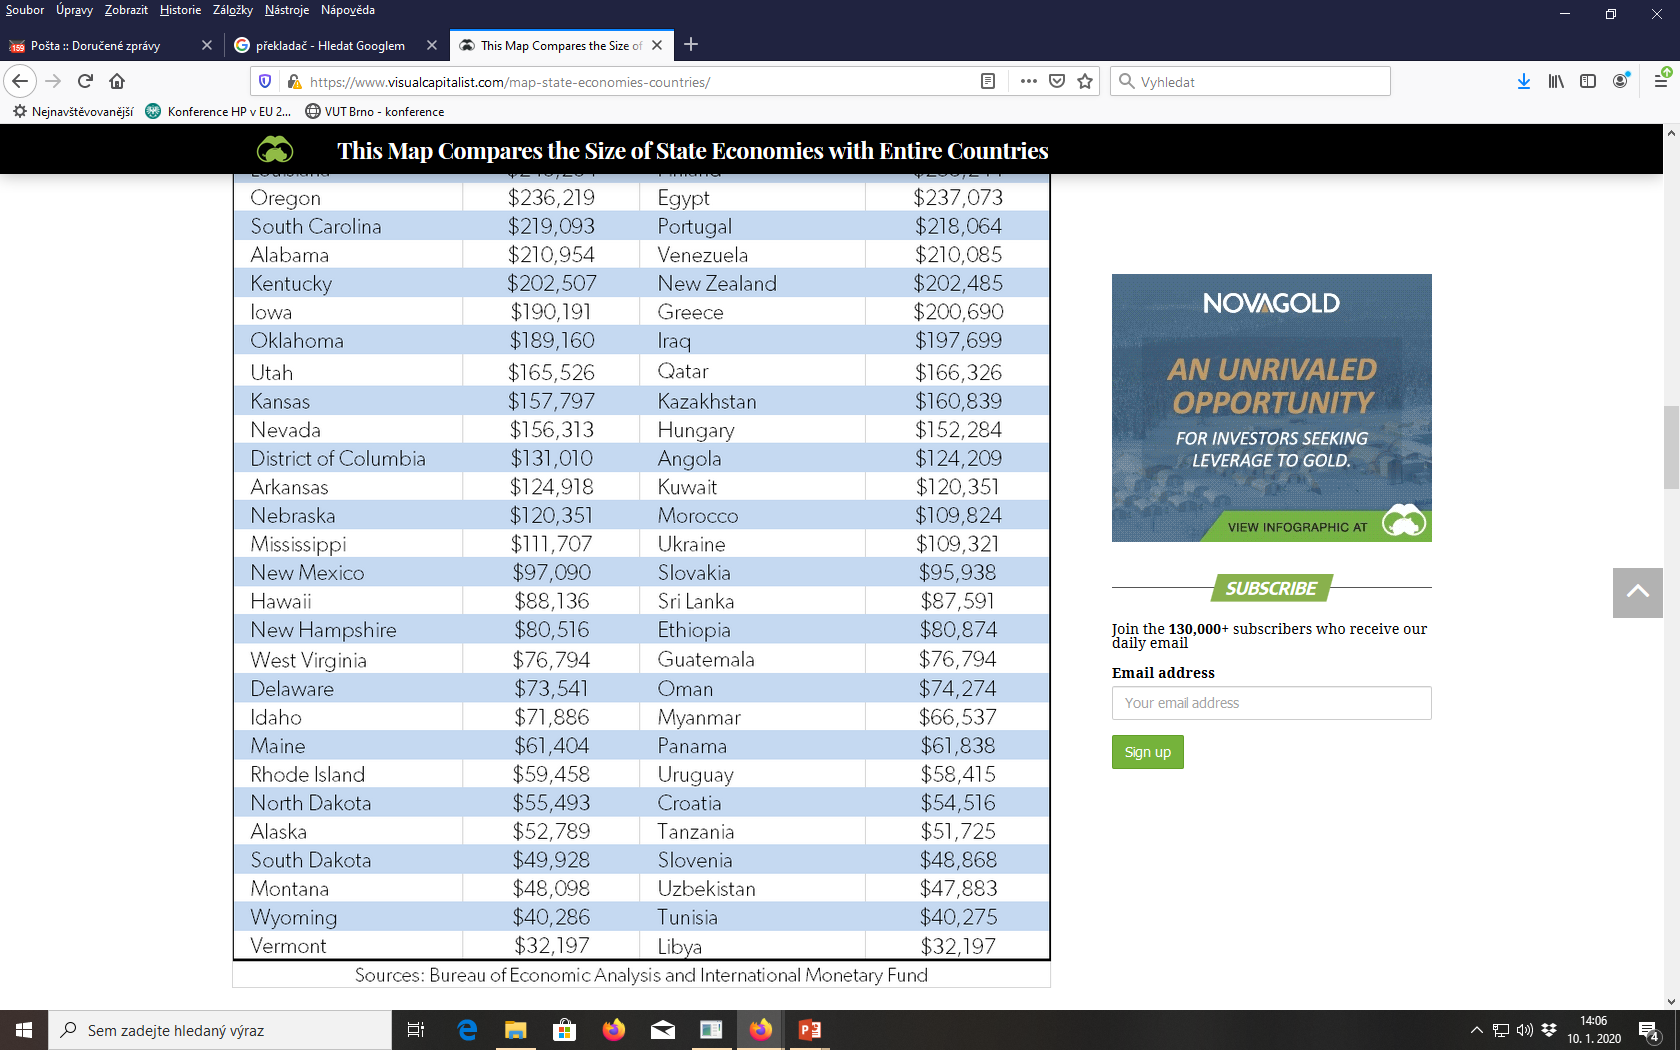 Soubor Úpravy Zobrazit Historie Záložky Nástroje Nápověda
159 Pošta :: Doručené zprávy
překladač - Hledat Googlem
This Map Compares the Size of
https://www.visualcapitalist.com/map-state-economies-countries/
Vyhledat
Nejnavštěvovanější Konference HP v EU 2... VUT Brno - konference
This Map Compares the Size of State Economies with Entire Countries
Oregon $236,219 Egypt $237,073
South Carolina $219,093 Portugal $218,064
Alabama $210,954 Venezuela $210,085
Kentucky $202,507 New Zealand $202,485
Iowa $190,191 Greece $200,690
Oklahoma $189,160 Iraq $197,699
Utah $165,526 Qatar $166,326
Kansas $157,797 Kazakhstan $160,839
Nevada $156,313 Hungary $152,284
District of Columbia $131,010 Angola $124,209
Arkansas $124,918 Kuwait $120,351
Nebraska $120,351 Morocco $109,824
Mississippi $111,707 Ukraine $109,321
New Mexico $97,090 Slovakia $95,938
Hawaii $88,136 Sri Lanka $87,591
New Hampshire $80,516 Ethiopia $80,874
West Virginia $76,794 Guatemala $76,794
Delaware $73,541 Oman $74,274
Idaho $71,886 Myanmar $66,537
Maine $61,404 Panama $61,838
Rhode Island $59,458 Uruguay $58,415
North Dakota $55,493 Croatia $54,516
Alaska $52,789 Tanzania $51,725
South Dakota $49,928 Slovenia $48,868
Montana $48,098 Uzbekistan $47,883
Wyoming $40,286 Tunisia $40,275
Vermont $32,197 Libya $32,197
Sources: Bureau of Economic Analysis and International Monetary Fund
NOVAGOLD
AN UNRIVALED
OPPORTUNITY
FOR INVESTORS SEEKING
LEVERAGE TO GOLD.
VIEW INFOGRAPHIC AT
SUBSCRIBE
Join the 130,000+ subscribers who receive our
daily email
Email address
Your email address
Sign up
Sem zadejte hledaný výraz
14:06
10. 1. 2020
4